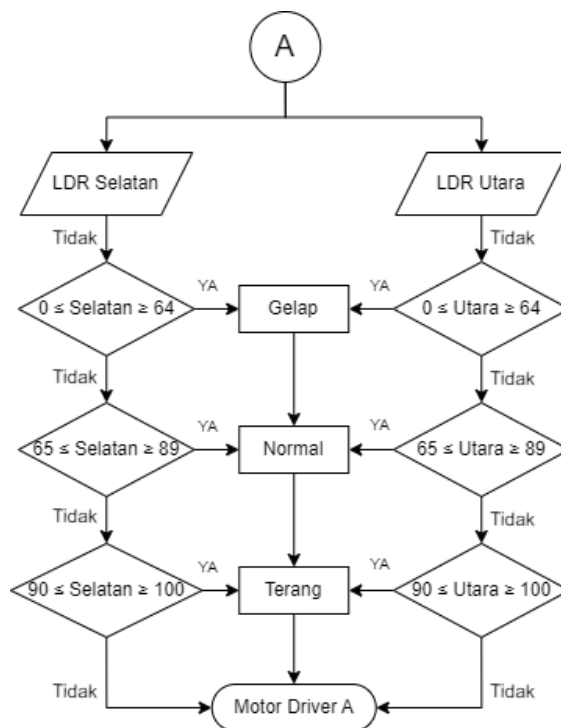 A
LDR Selatan
LDR Utara
Tidak
Tidak
0 ≤ Selatan ≥ 64
YA
Gelap
YA
0 ≤ Utara ≥ 64
Tidak
Tidak
65 ≤ Selatan ≥ 89
YA
Normal
YA
65 ≤ Utara ≥ 89
Tidak
Tidak
90 ≤ Selatan ≥ 100
YA
Terang
YA
90 ≤ Utara ≥ 100
Tidak
Motor Driver A
Tidak